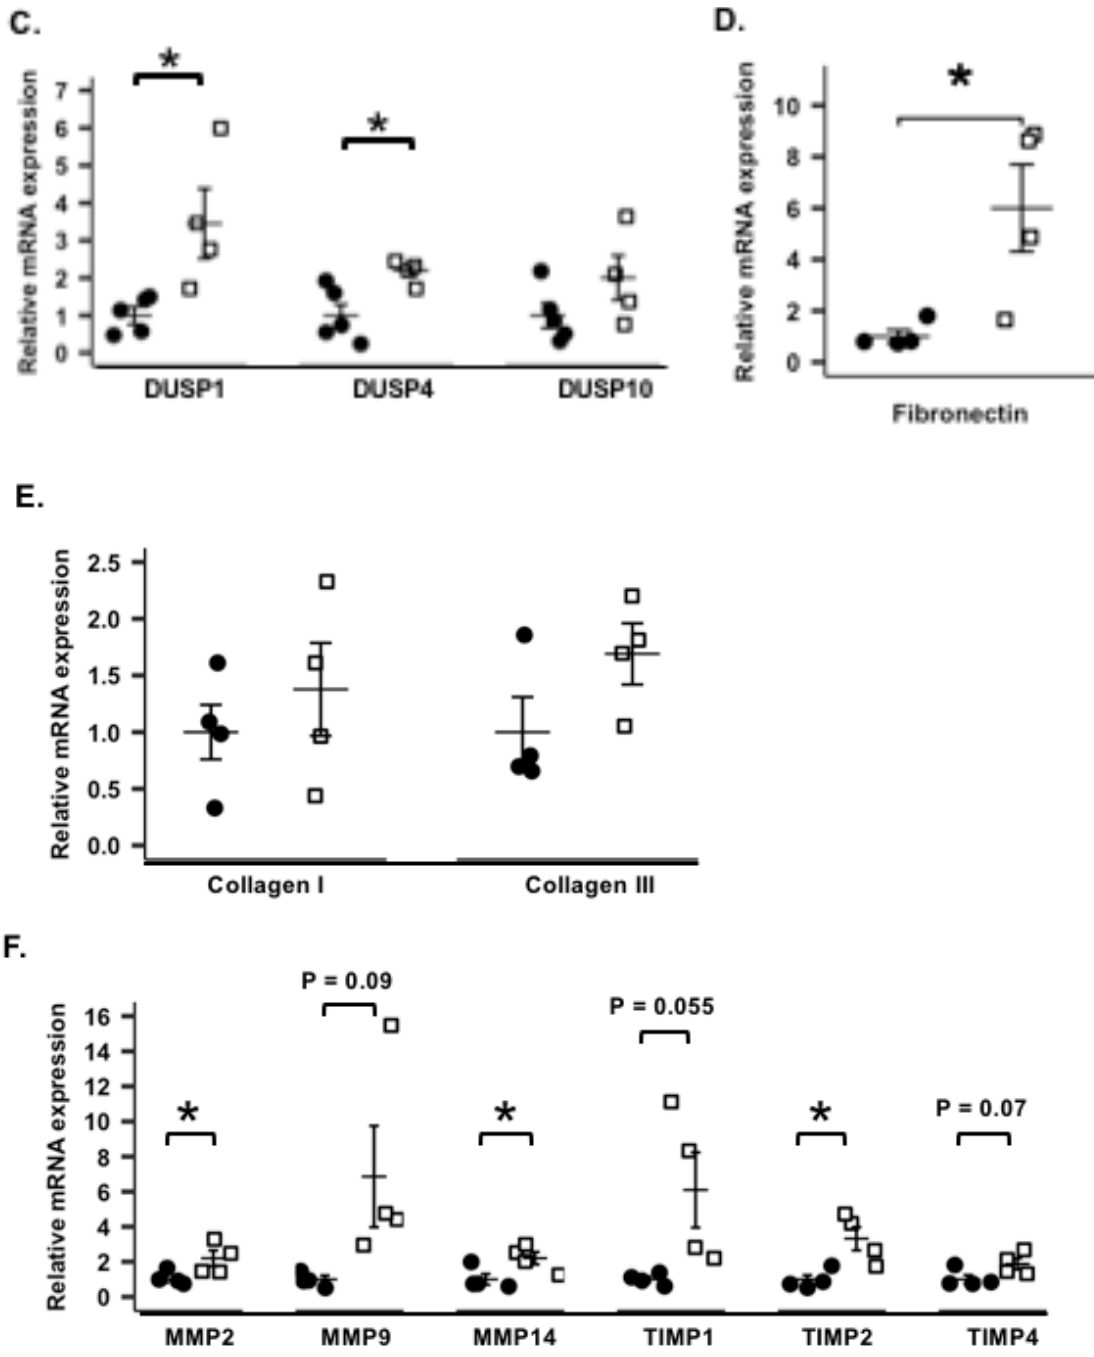 C.
*
*
Relative mRNA expression
7
6
5
4
3
2
1
0
DUSP1
DUSP4
DUSP10
D.
*
Relative mRNA expression
10
8
6
4
2
0
Fibronectin
E.
Relative mRNA expression
2.5
2.0
1.5
1.0
0.5
0.0
Collagen I
Collagen III
F.
P = 0.09
P = 0.055
P = 0.07
*
*
*
Relative mRNA expression
16
14
12
10
8
6
4
2
0
MMP2
MMP9
MMP14
TIMP1
TIMP2
TIMP4